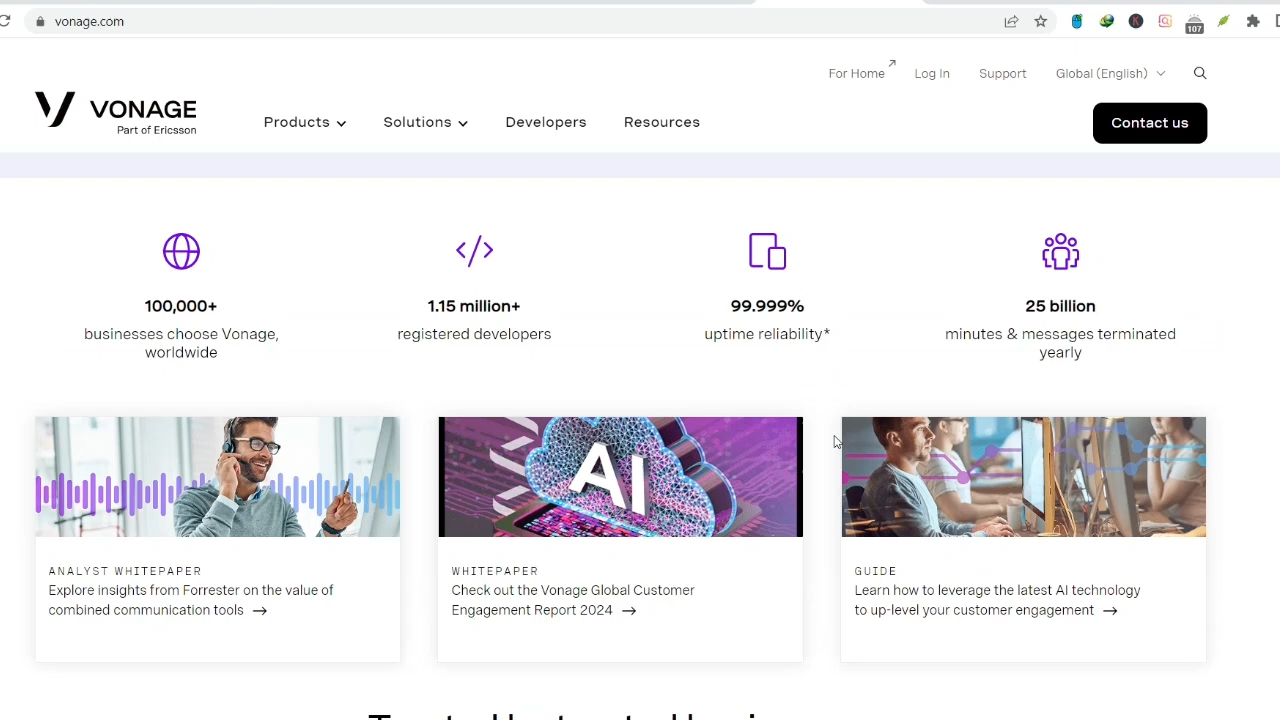 vonage.com
107
For Home
Log In
Support
Global (English)
VONAGE
Part of Ericsson
Products
Solutions
Developers
Resources
Contact us
100,000+
businesses choose Vonage,
worldwide
1.15 million+
registered developers
99.999%
uptime reliability*
25 billion
minutes & messages terminated
yearly
AI
ANALYST WHITEPAPER
Explore insights from Forrester on the value of
combined communication tools →
WHITEPAPER
Check out the Vonage Global Customer
Engagement Report 2024 →
GUIDE
Learn how to leverage the latest AI technology
to up-level your customer engagement →